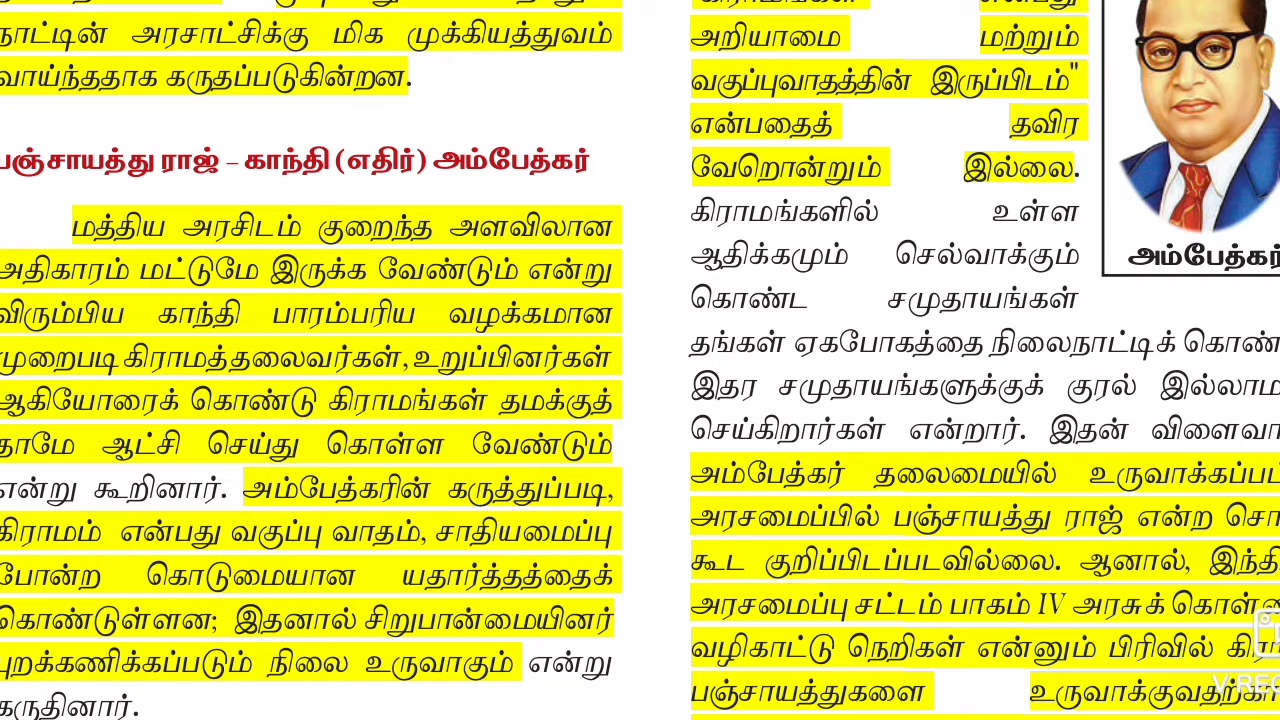 நாட்டின் அரசாட்சிக்கு மிக முக்கியத்துவம்
வாய்ந்ததாக கருதப்படுகின்றன.
பஞ்சாயத்து ராஜ் – காந்தி (எதிர்) அம்பேத்கர்
மத்திய அரசிடம் குறைந்த அளவிலான
அதிகாரம் மட்டுமே இருக்க வேண்டும் என்று
விரும்பிய காந்தி பாரம்பரிய வழக்கமான
முறைபடி கிராமத்தலைவர்கள், உறுப்பினர்கள்
ஆகியோரைக் கொண்டு கிராமங்கள் தமக்குத்
தாமே ஆட்சி செய்து கொள்ள வேண்டும்
என்று கூறினார். அம்பேத்கரின் கருத்துப்படி,
கிராமம் என்பது வகுப்பு வாதம், சாதியமைப்பு
போன்ற கொடுமையான யதார்த்தத்தைக்
கொண்டுள்ளன; இதனால் சிறுபான்மையினர்
புறக்கணிக்கப்படும் நிலை உருவாகும் என்று
கருதினார்.
"கிராமங்கள் என்பது
அறியாமை மற்றும்
வகுப்புவாதத்தின் இருப்பிடம்"
என்பதைத் தவிர
வேறொன்றும் இல்லை.
கிராமங்களில் உள்ள
ஆதிக்கமும் செல்வாக்கும்
கொண்ட சமுதாயங்கள்
தங்கள் ஏகபோகத்தை நிலைநாட்டிக் கொண்
இதர சமுதாயங்களுக்குக் குரல் இல்லாம
செய்கிறார்கள் என்றார். இதன் விளைவா
அம்பேத்கர் தலைமையில் உருவாக்கப்பட்
அரசமைப்பில் பஞ்சாயத்து ராஜ் என்ற சொ
கூட குறிப்பிடப்படவில்லை. ஆனால், இந்தி
அரசமைப்பு சட்டம் பாகம் IV அரசுக் கொள்
வழிகாட்டு நெறிகள் என்னும் பிரிவில் கிரா
பஞ்சாயத்துகளை உருவாக்குவதற்கா
அம்பேத்கர்
V-REC